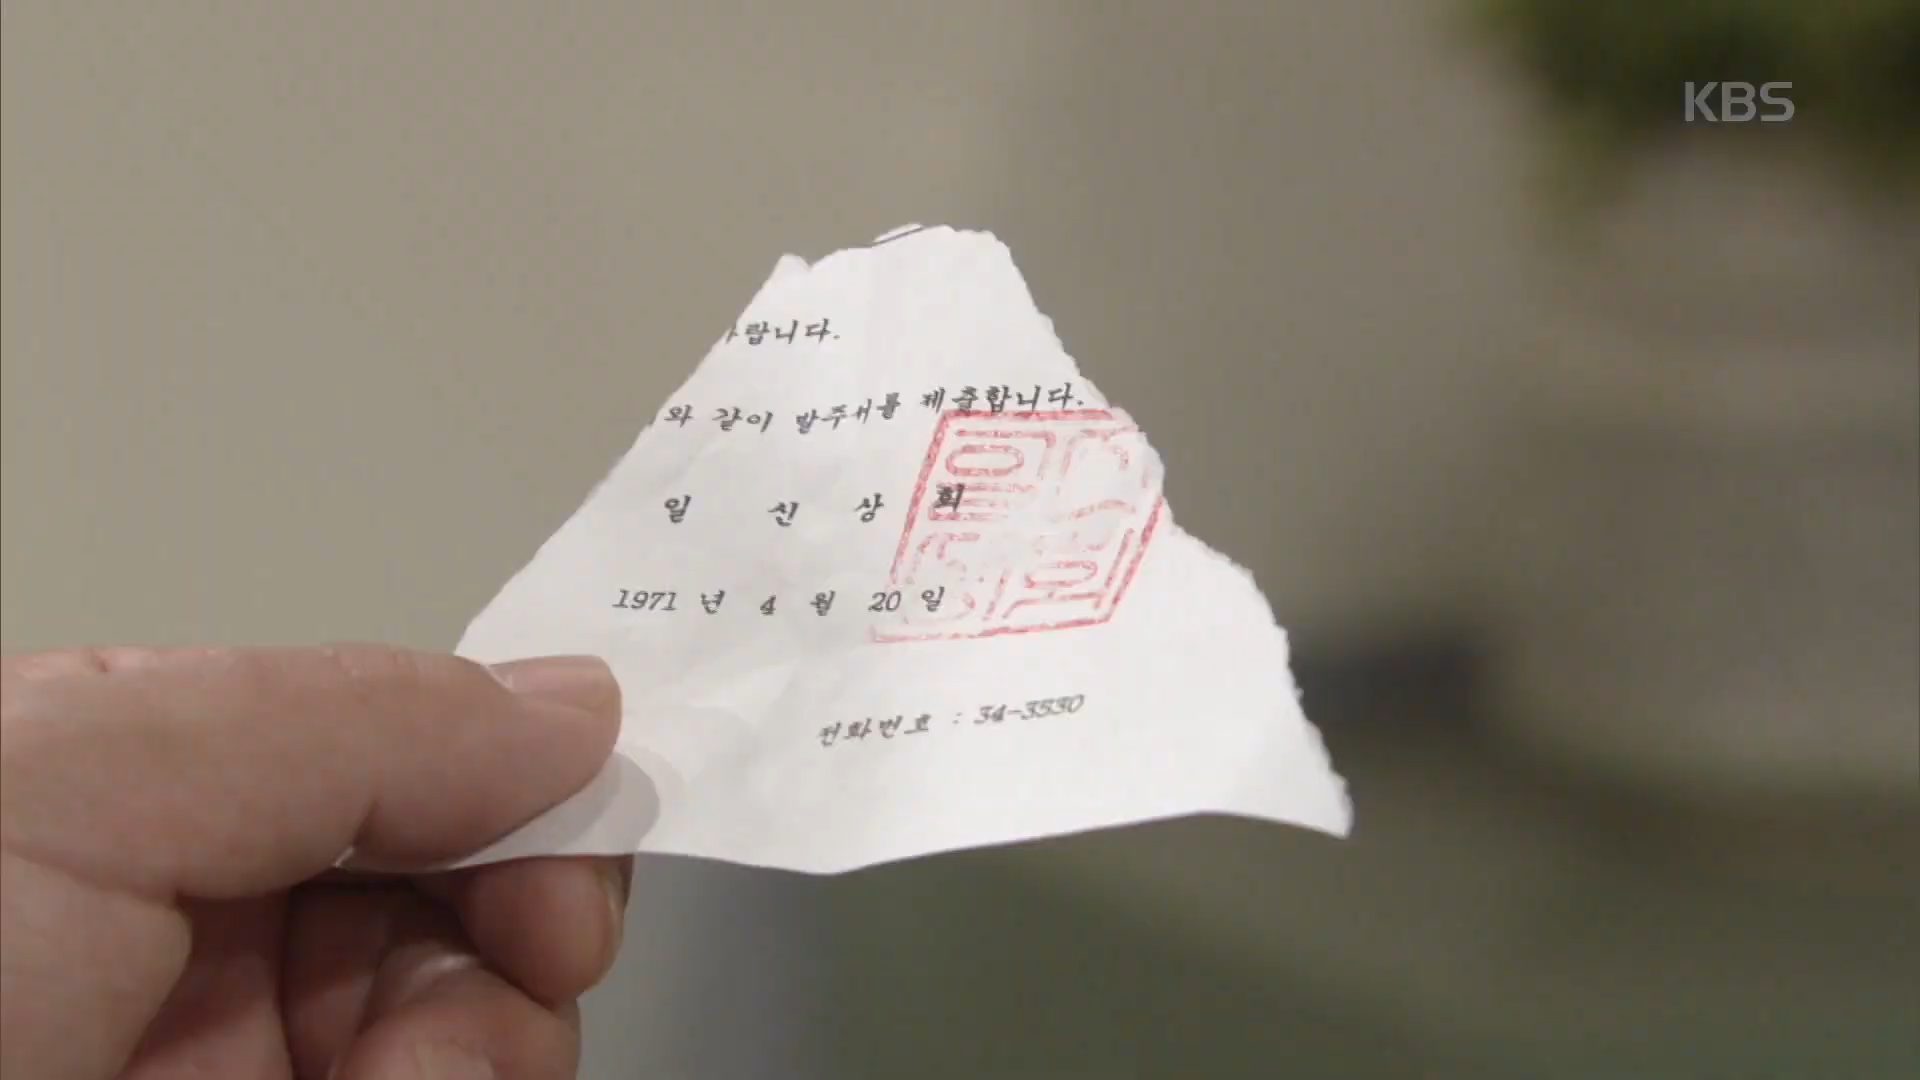 KBS
랍니다.
와 같이 발주서를 제출합니다.
일 신 상 회
1971 년 4 월 20 일
전화번호 : 34-3530